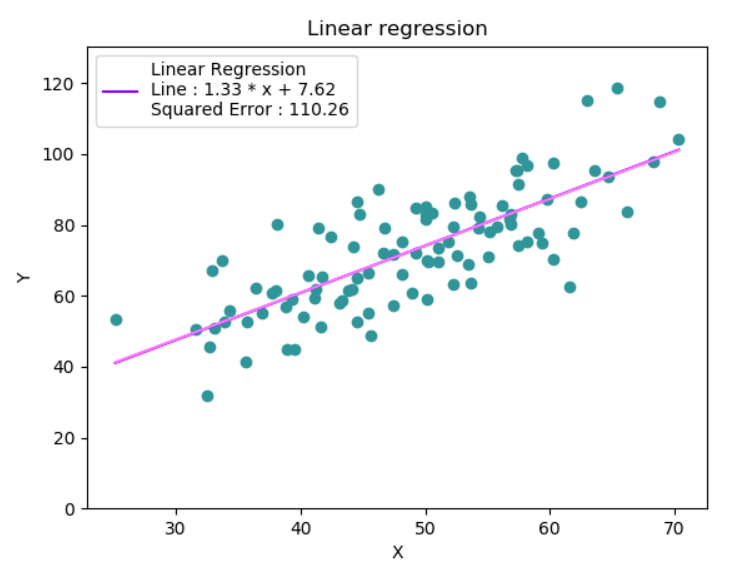 Linear regression
Linear Regression
Line : 1.33 * x + 7.62
Squared Error : 110.26
120
100
80
60
40
20
0
Y
30 40 50 60 70
X